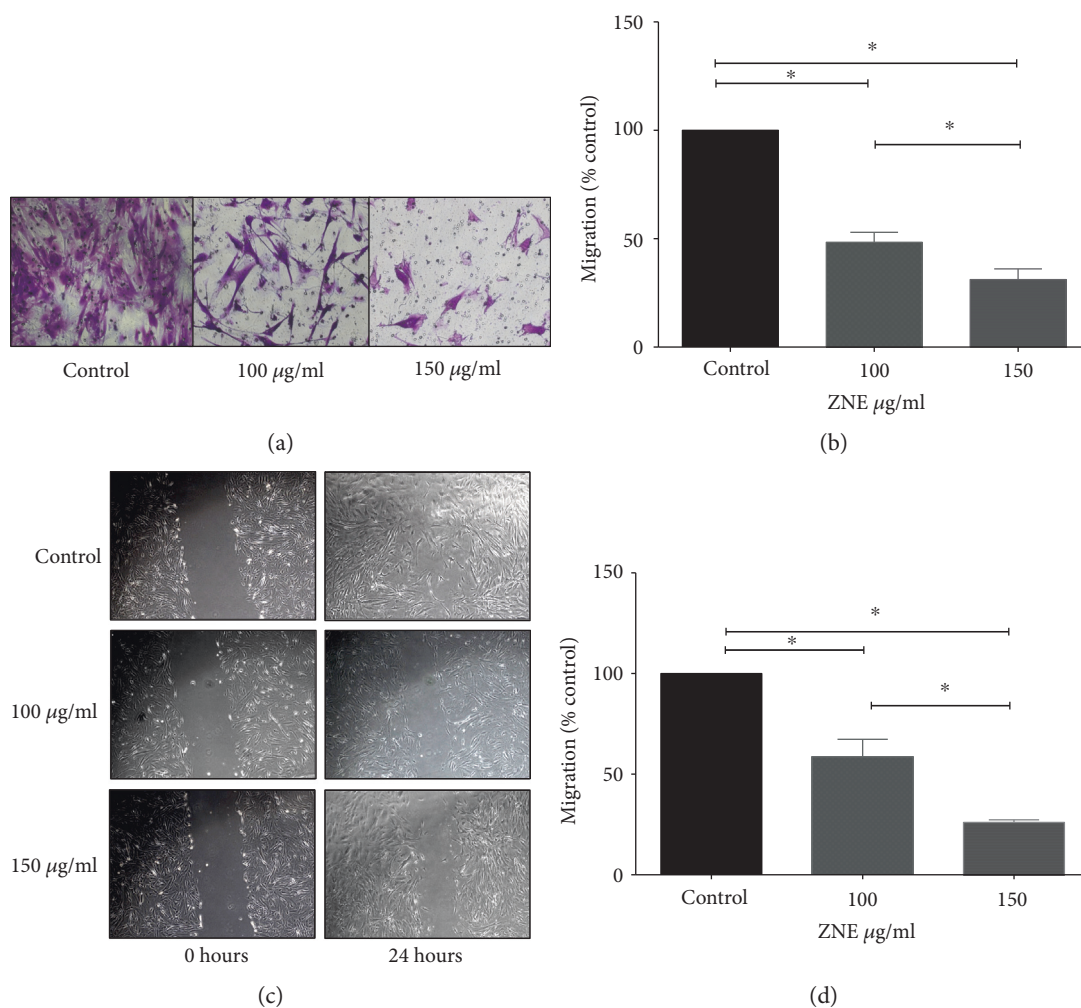 Control
100 μg/ml
150 μg/ml
(a)
Migration (% control)
150
100
50
0
*
*
*
Control
100
150
ZNE μg/ml
(b)
Control
100 μg/ml
150 μg/ml
0 hours
24 hours
(c)
Migration (% control)
150
100
50
0
*
*
*
Control
100
150
ZNE μg/ml
(d)